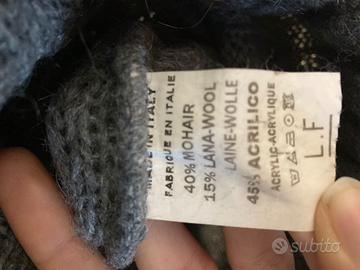 MADE IN ITALY
FABRIQUE EN ITALIE
40% MOHAIR
15% LANA-WOOL
LAINE-WOLLE
45% ACRILICO
ACRYLIC-ACRYLIQUE
L.F
subito